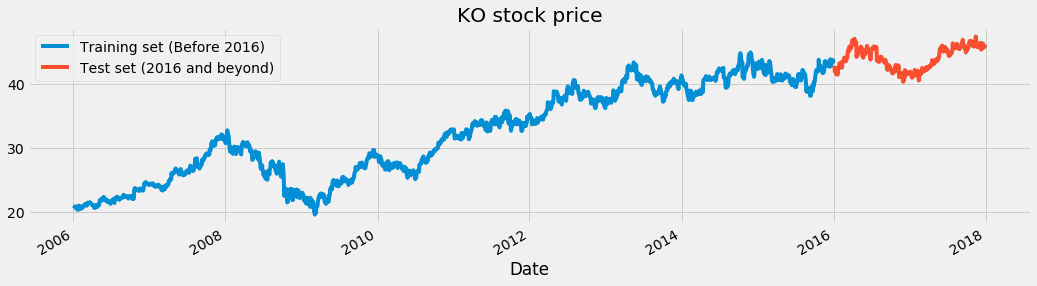 KO stock price
Training set (Before 2016)
Test set (2016 and beyond)
40
30
20
2006
2008
2010
2012
2014
2016
2018
Date